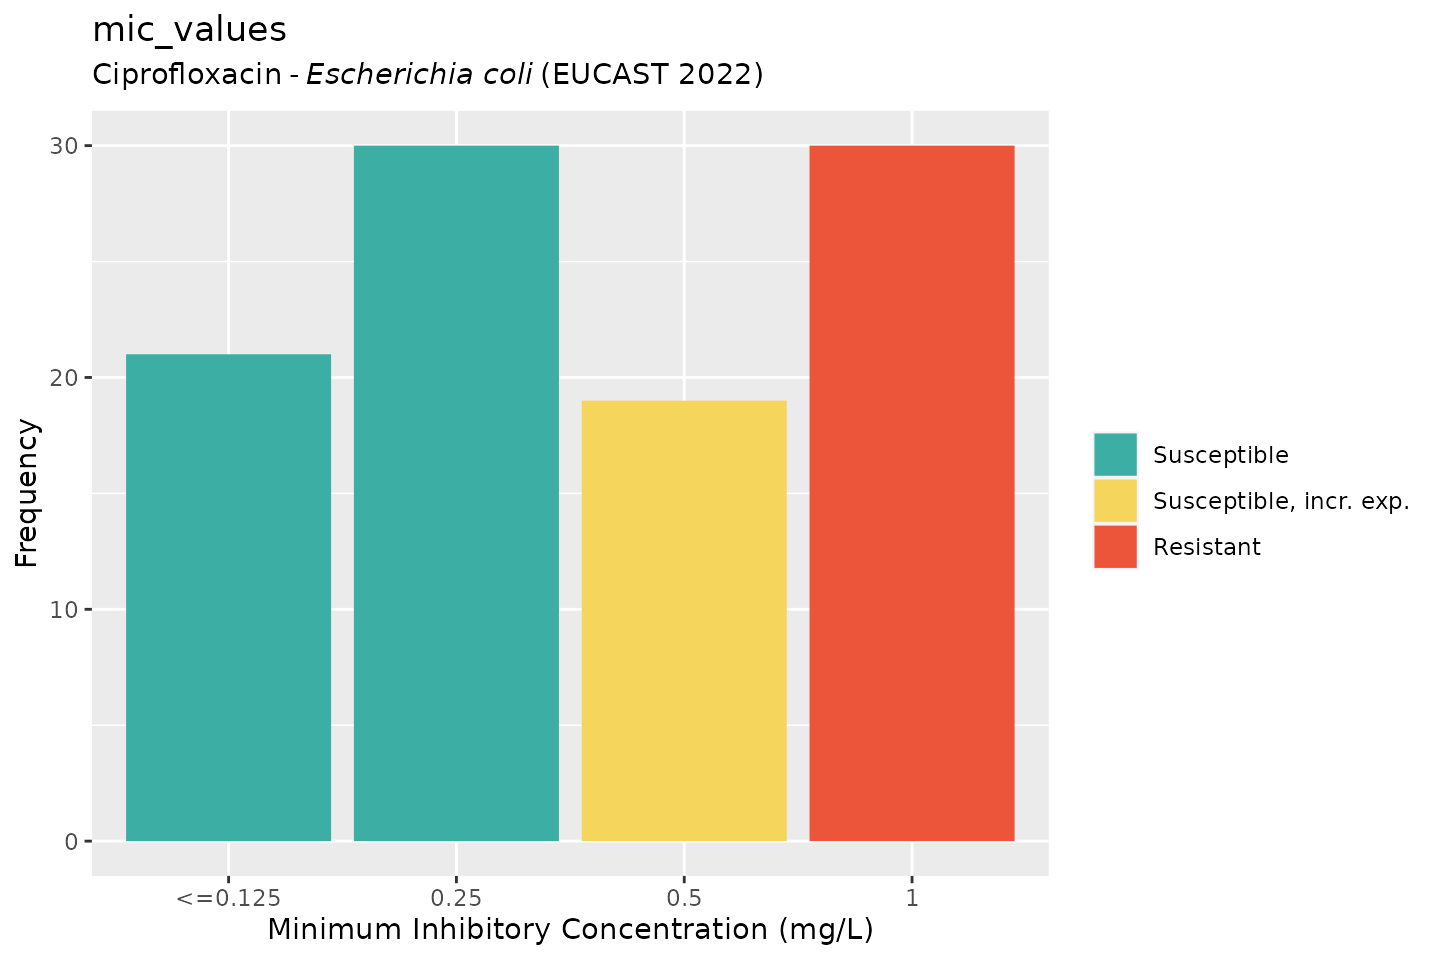 mic_values
Ciprofloxacin - Escherichia coli (EUCAST 2022)
30
20
10
0
Frequency
<=0.125
0.25
0.5
1
Minimum Inhibitory Concentration (mg/L)
Susceptible
Susceptible, incr. exp.
Resistant